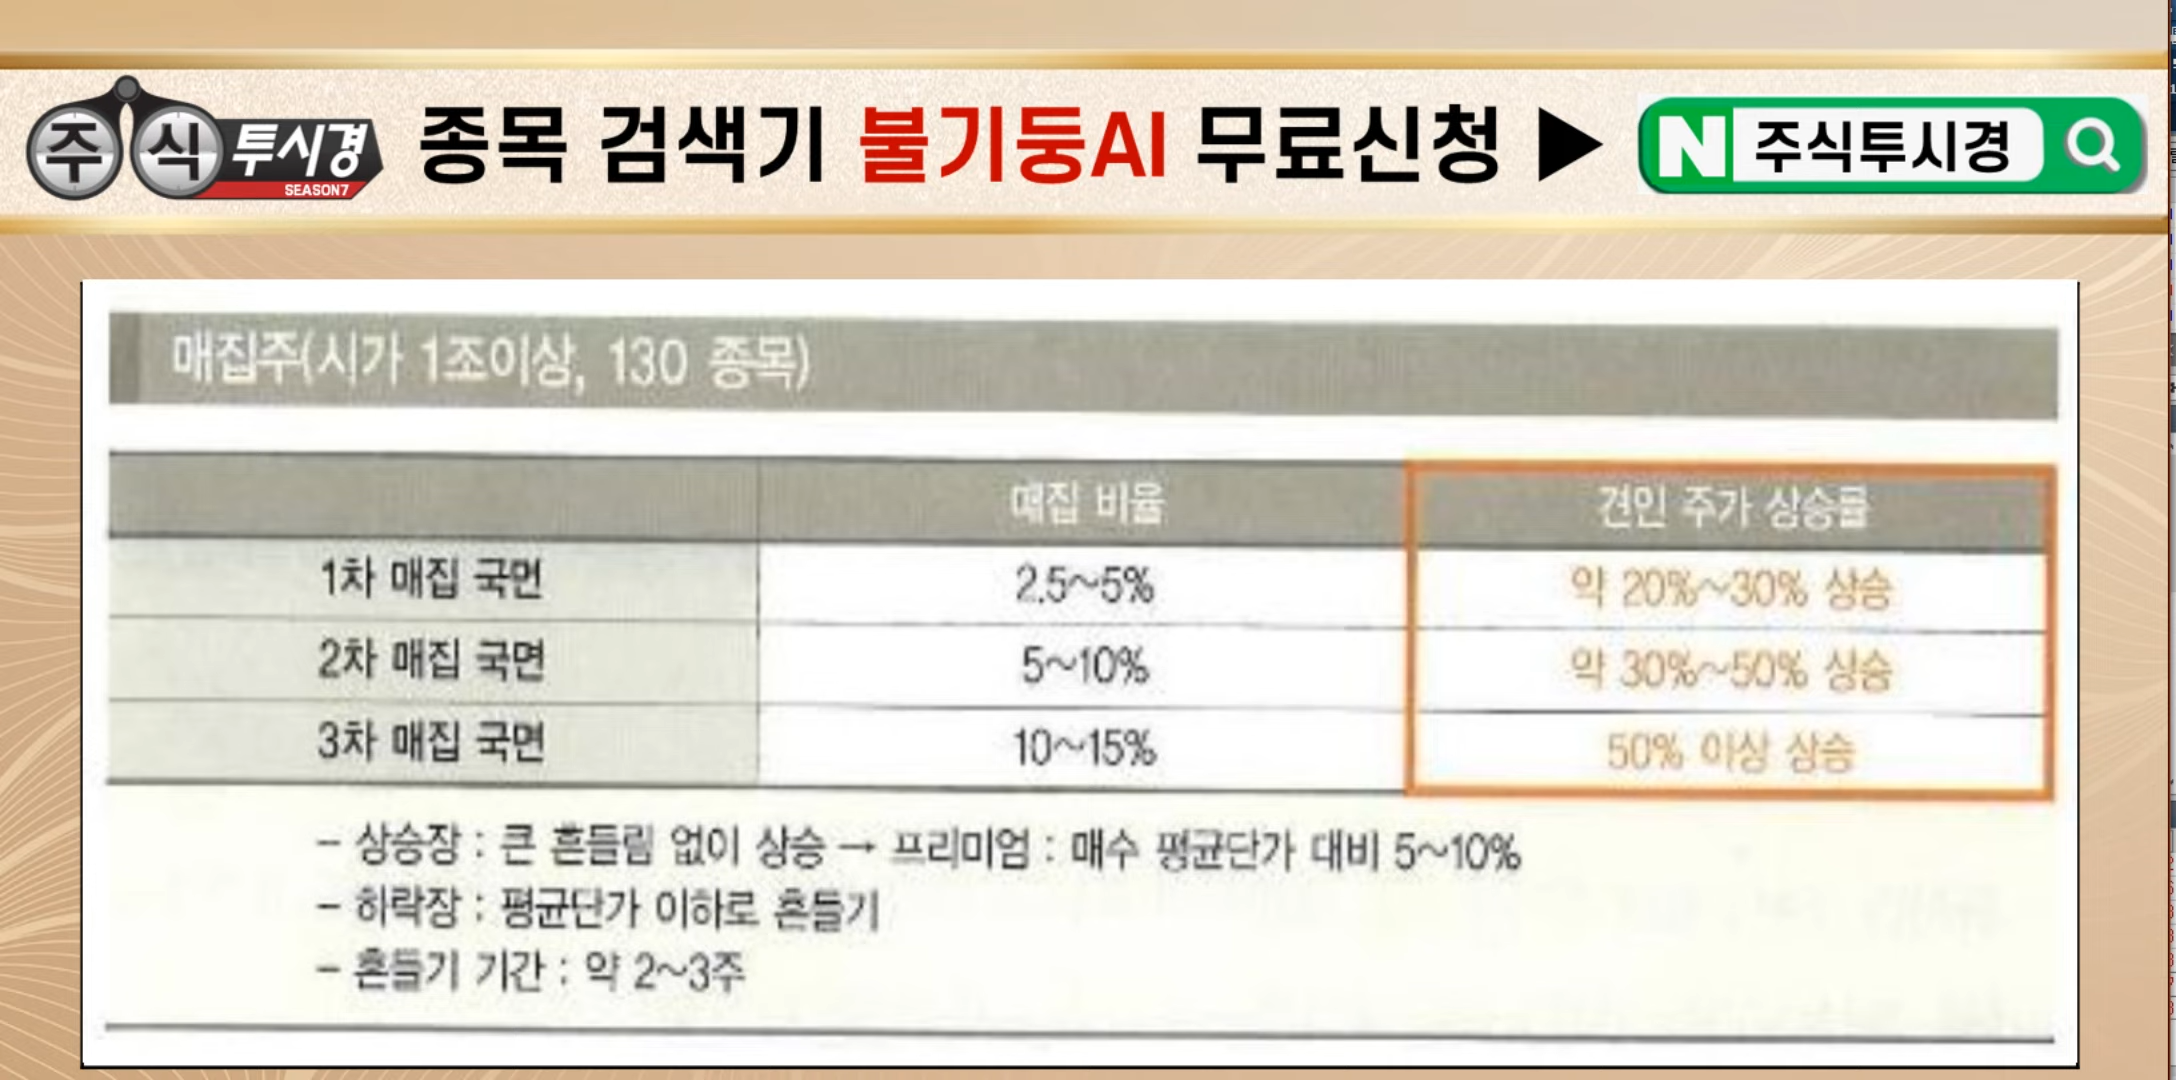 주식투시경
SEASON7
종목 검색기 불기둥AI 무료신청 ▶
N 주식투시경
매집주(시가 1조이상, 130 종목)
매집 비율 견인 주가 상승률
1차 매집 국면 2.5~5% 약 20%~30% 상승
2차 매집 국면 5~10% 약 30%~50% 상승
3차 매집 국면 10~15% 50% 이상 상승
- 상승장 : 큰 흔들림 없이 상승 → 프리미엄 : 매수 평균단가 대비 5~10%
- 하락장 : 평균단가 이하로 흔들기
- 흔들기 기간 : 약 2~3주